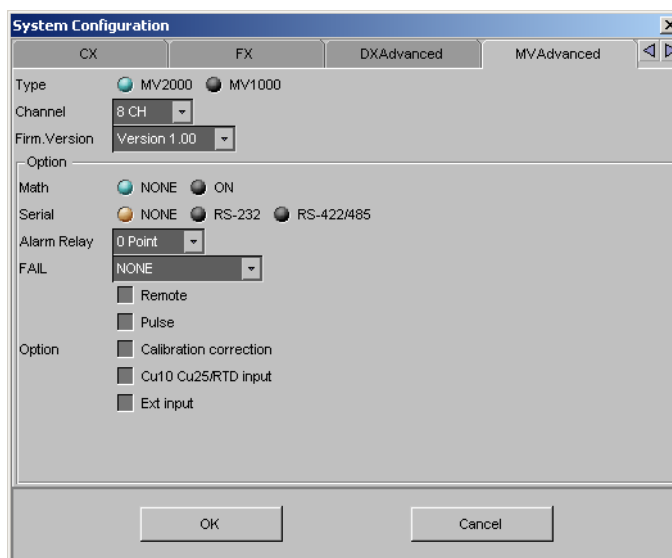 System Configuration
CX FX DXAdvanced MVAdvanced
Type MV2000 MV1000
Channel 8 CH
Firm.Version Version 1.00
Option
Math NONE ON
Serial NONE RS-232 RS-422/485
Alarm Relay 0 Point
FAIL NONE
Remote
Pulse
Option Calibration correction
Cu10 Cu25/RTD input
Ext input
OK Cancel